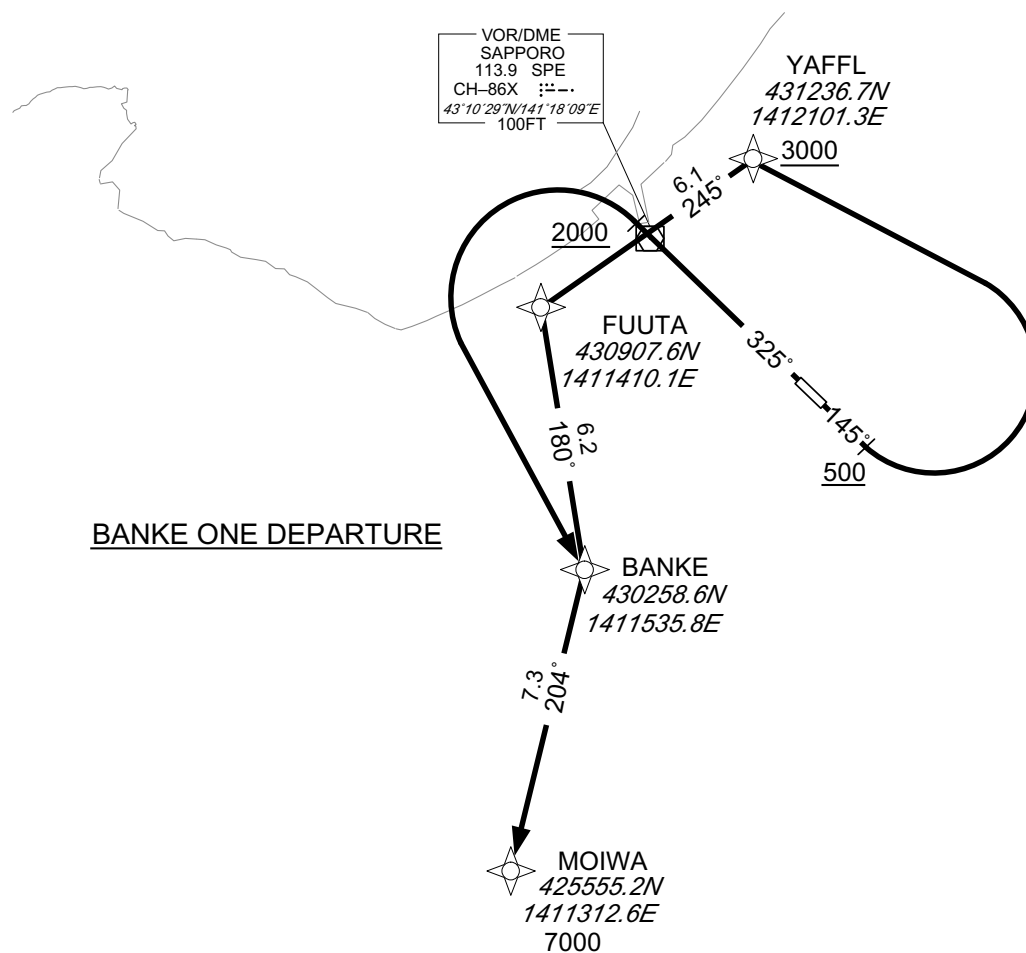 VOR/DME
SAPPORO
113.9 SPE
CH–86X
43°10′29″N/141°18′09″E
100FT
YAFFL
431236.7N
1412101.3E
3000
6.1
245°
2000
FUUTA
430907.6N
1411410.1E
325°
145°
500
6.2
180°
BANKE ONE DEPARTURE
BANKE
430258.6N
1411535.8E
7.3
204°
MOIWA
425555.2N
1411312.6E
7000